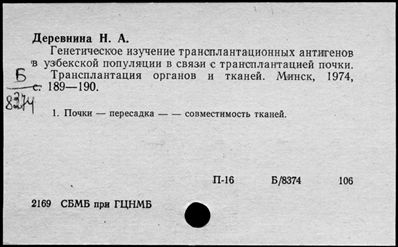 Деревнина Н. А.
Генетическое изучение трансплантационных антигенов
в узбекской популяции в связи с трансплантацией почки.
Трансплантация органов и тканей. Минск, 1974,
с. 189—190.
Б
8374
1. Почки — пересадка — — совместимость тканей.
П-16 Б/8374 106
2169 СБМБ при ГЦНМБ